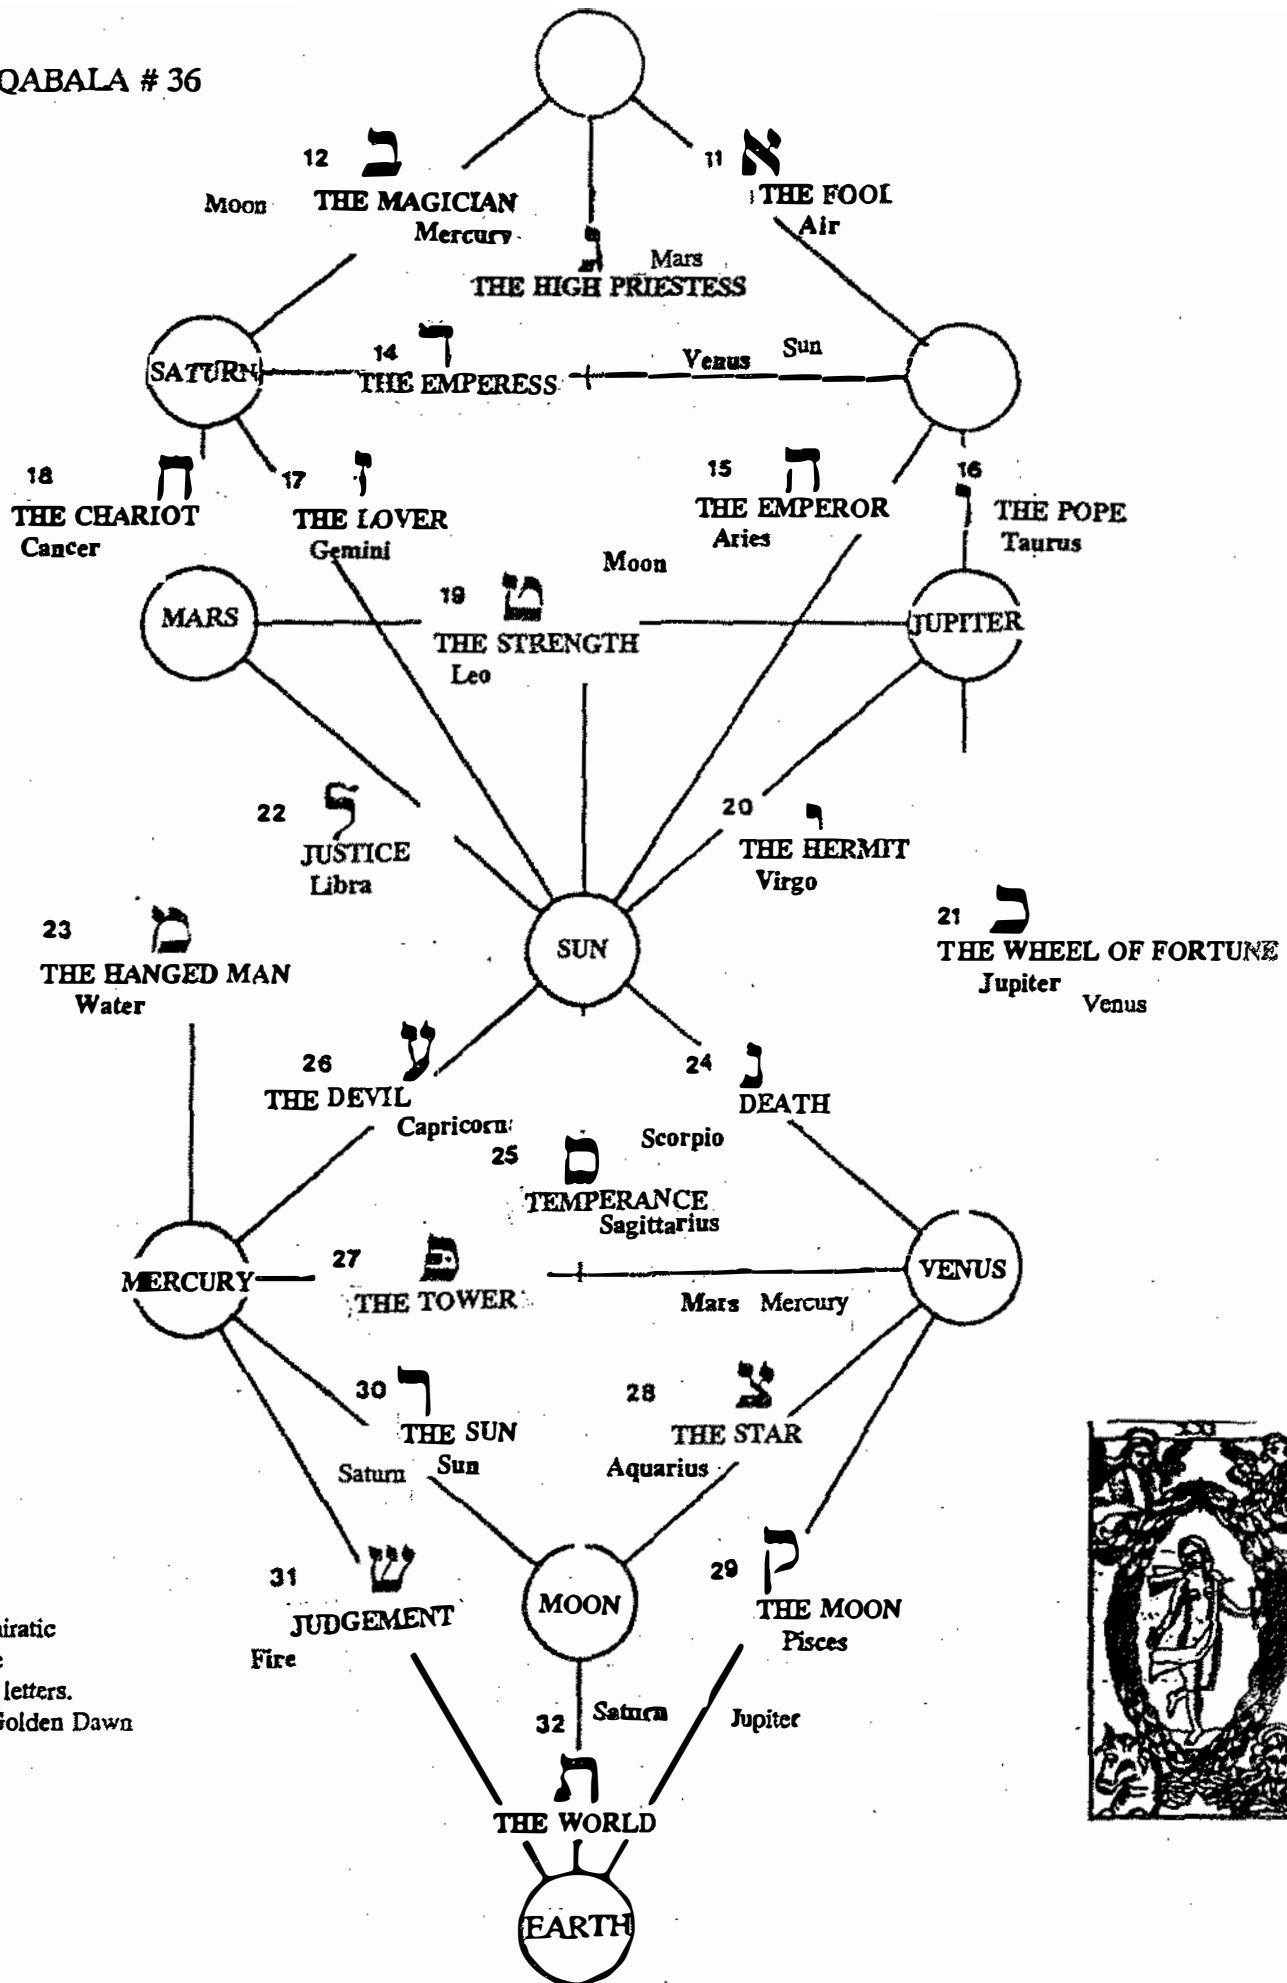 QABALA # 36
12 ב
11 א
Moon THE MAGICIAN
THE FOOL
Mercury
Air
ג Mars
THE HIGH PRIESTESS
14 ד
Venus Sun
SATURN
THE EMPERESS
18 ח
17 ז
15 ה
16 ו
THE CHARIOT
THE LOVER
THE EMPEROR
THE POPE
Cancer
Gemini
Aries
Taurus
Moon
19 ט
MARS
JUPITER
THE STRENGTH
Leo
22 ל
20 י
JUSTICE
THE HERMIT
Libra
Virgo
23 מ
21 כ
THE HANGED MAN
SUN
THE WHEEL OF FORTUNE
Water
Jupiter
Venus
26 ע
24 נ
THE DEVIL
DEATH
Capricorn
Scorpio
25 ם
TEMPERANCE
Sagittarius
27 פּ
MERCURY
VENUS
THE TOWER
Mars Mercury
30 ר
28 צ
THE SUN
THE STAR
Saturn Sun
Aquarius
31 ש
29 ק
MOON
JUDGEMENT
THE MOON
Fire
Pisces
letters.
Golden Dawn
32 Saturn
Jupiter
ת
THE WORLD
EARTH
XXI